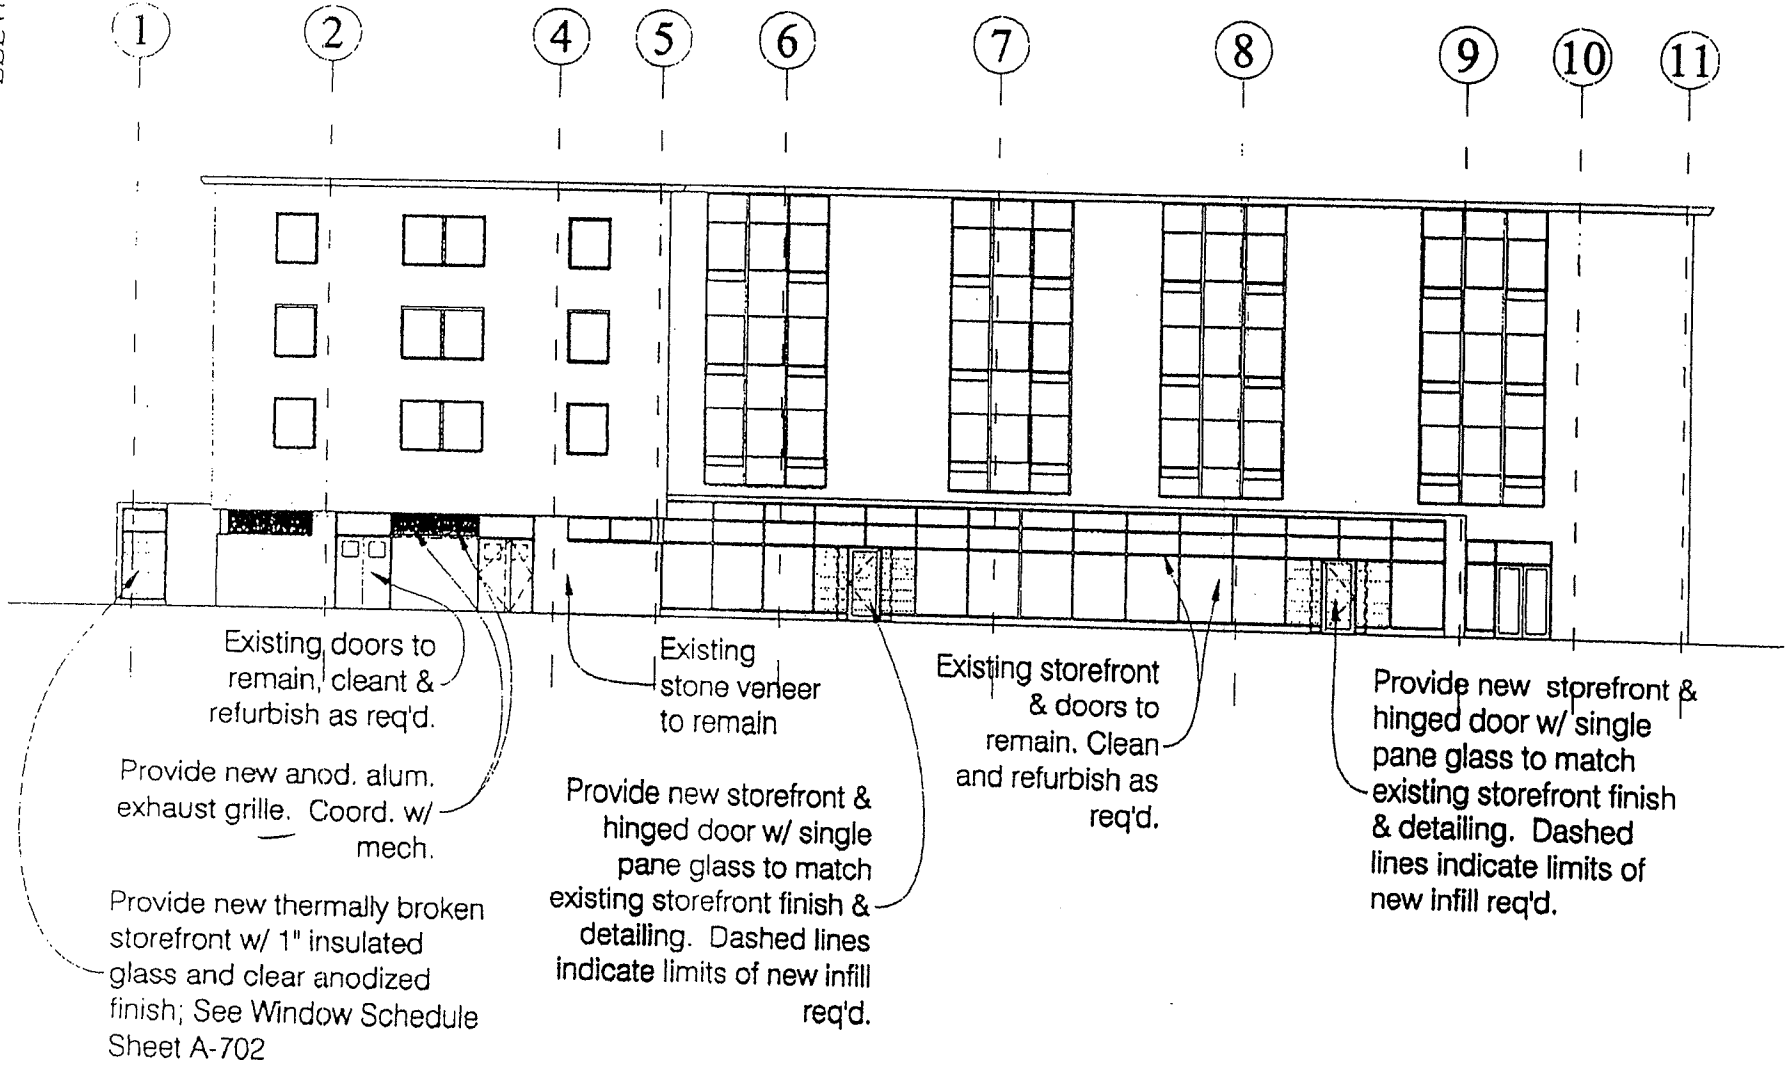 1 2 4 5 6 7 8 9 10 11
Existing doors to
remain, cleant &
refurbish as req'd.
Provide new anod. alum.
exhaust grille. Coord. w/
mech.
Provide new thermally broken
storefront w/ 1" insulated
glass and clear anodized
finish; See Window Schedule
Sheet A-702
Existing
stone veneer
to remain
Provide new storefront &
hinged door w/ single
pane glass to match
existing storefront finish &
detailing. Dashed lines
indicate limits of new infill
req'd.
Existing storefront
& doors to
remain. Clean
and refurbish as
req'd.
Provide new storefront &
hinged door w/ single
pane glass to match
existing storefront finish
& detailing. Dashed
lines indicate limits of
new infill req'd.